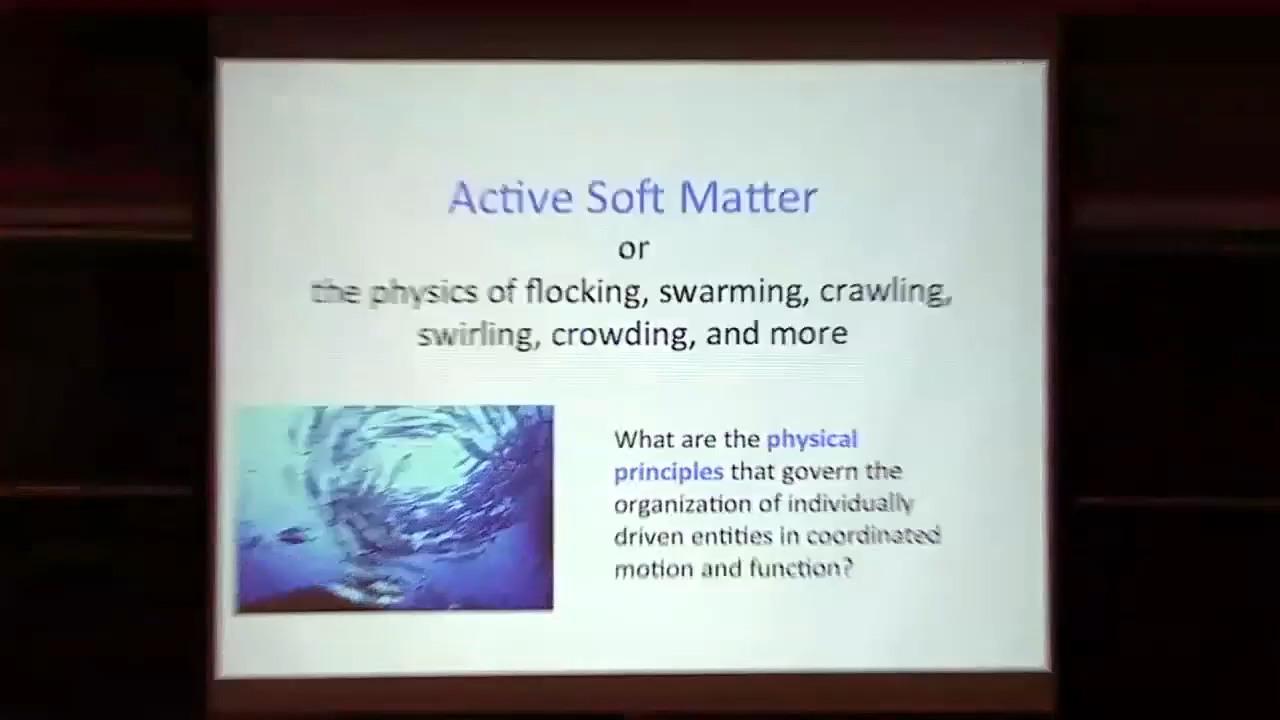 Active Soft Matter
or
the physics of flocking, swarming, crawling,
swirling, crowding, and more
What are the physical
principles that govern the
organization of individually
driven entities in coordinated
motion and function?